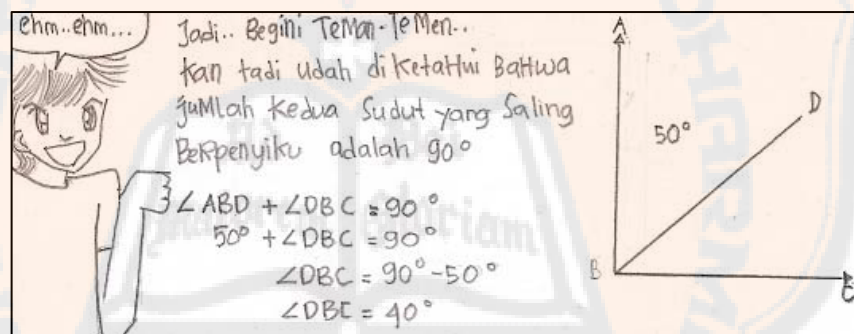 ehm..ehm...
Jadi.. Begini Teman-Temen..
Kan tadi udah diketahui Bahwa
jumlah kedua sudut yang saling
Berpenyiku adalah 90°
∠ABD + ∠DBC = 90°
50° + ∠DBC = 90°
∠DBC = 90° - 50°
∠DBC = 40°
A
D
50°
B
C